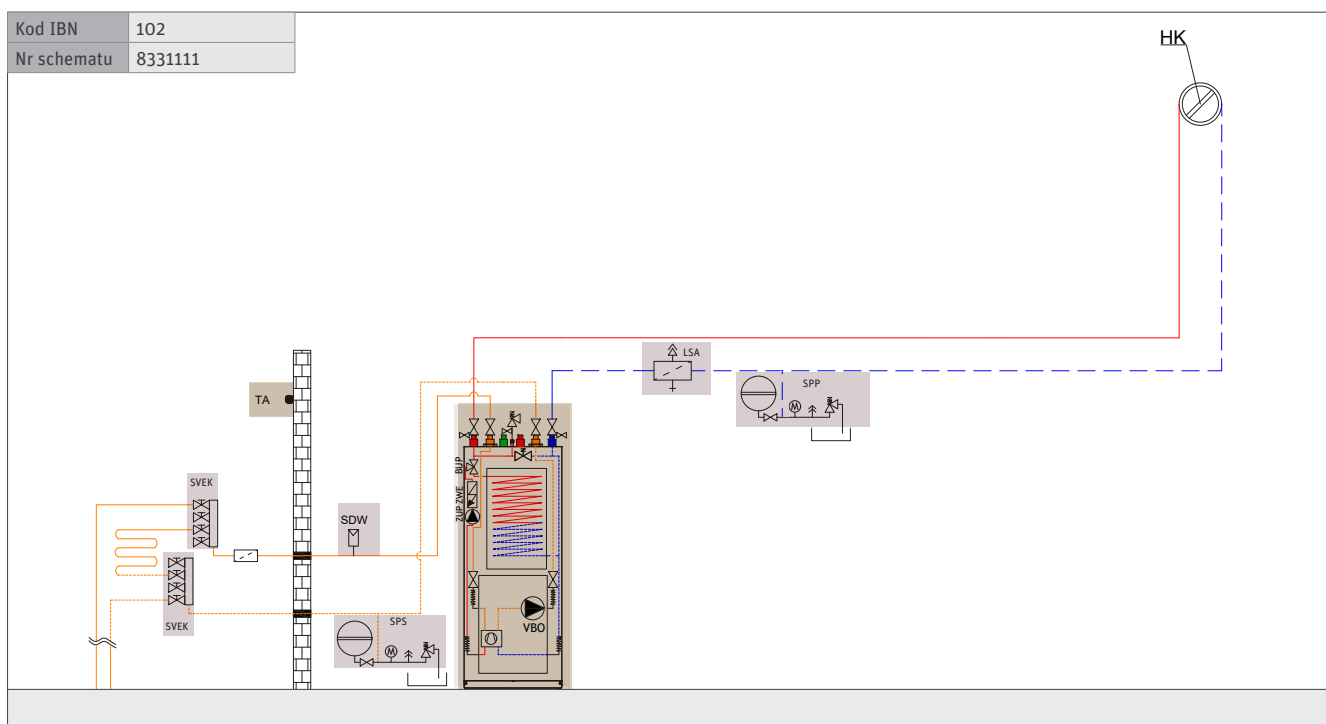 Kod IBN 102
Nr schematu 8331111
HK
LSA
SPP
M
TA
BUP
ZWE
ZUP
SVEK
SDW
SVEK
SPS
M
VBO